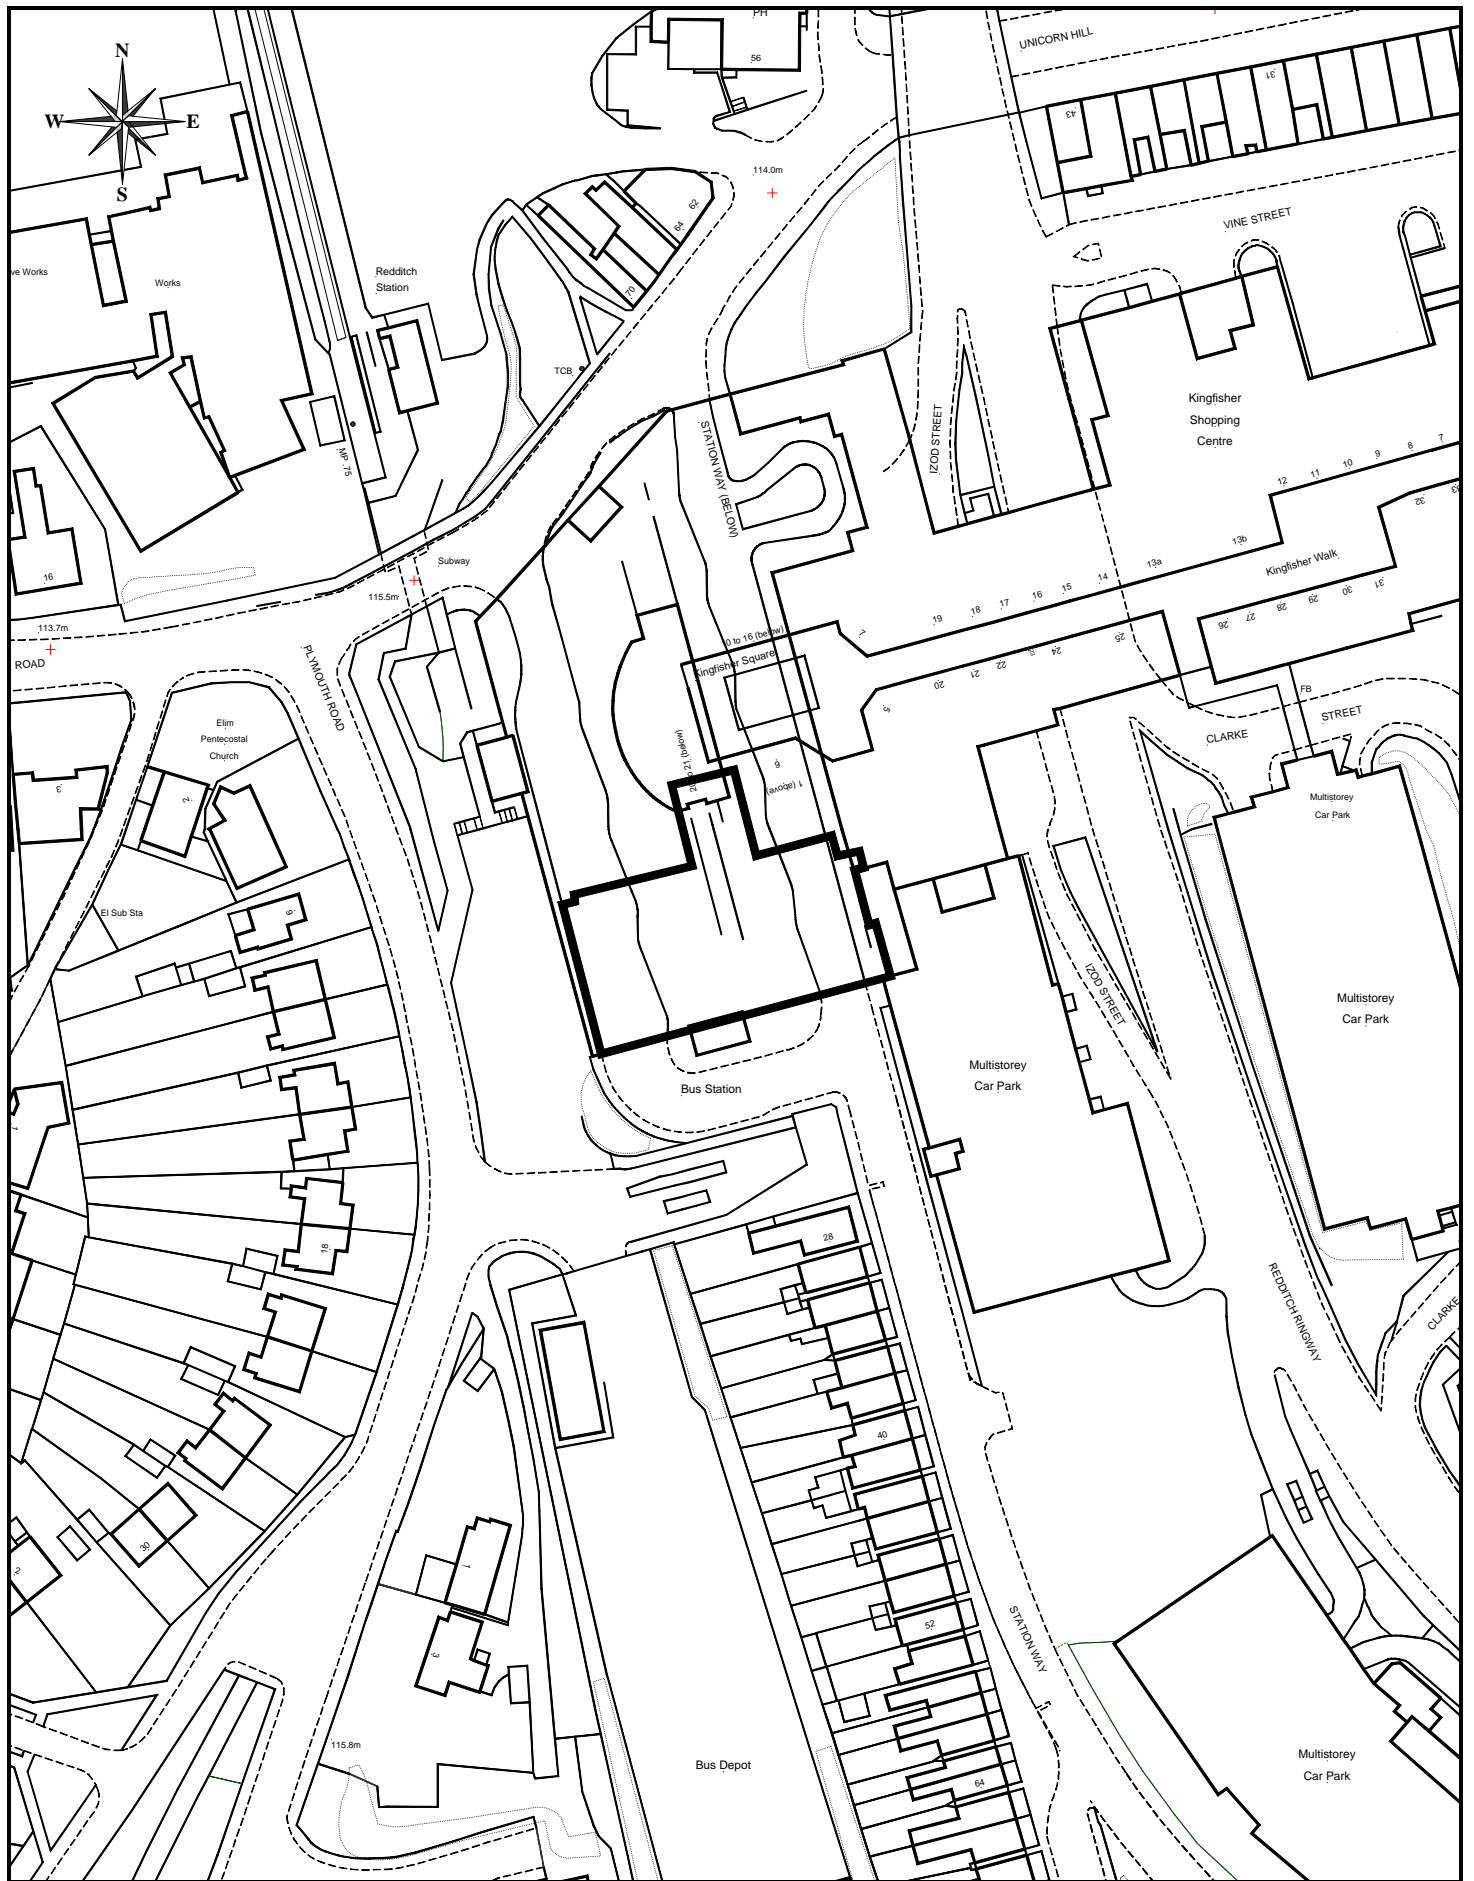 PH
56
UNICORN HILL
31
43
N
W
E
S
114.0m
62
64
70
VINE STREET
ve Works
Works
Redditch
Station
TCB
STATION WAY (BELOW)
IZOD STREET
Kingfisher
Shopping
Centre
MP .75
7
8
9
10
11
12
13b
13a
14
15
16
17
18
19
32
Kingfisher Walk
31
30
29
28
27
26
25
24
22
21
20
16
Subway
115.5m
113.7m
ROAD
PLYMOUTH ROAD
7
5
Kingfisher Square
6
1 (above)
FB
CLARKE
STREET
Elim
Pentecostal
Church
3
2
Multistorey
Car Park
El Sub Sta
9
IZOD STREET
Multistorey
Car Park
Multistorey
Car Park
Bus Station
1
18
28
REDDITCH RINGWAY
CLARKE
40
30
2
1
3
52
STATION WAY
115.8m
Bus Depot
64
Multistorey
Car Park